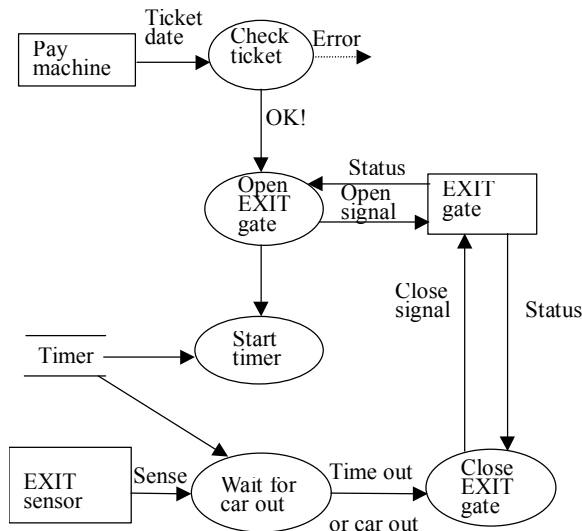 Ticket
date
Pay
machine
Check
ticket
Error
OK!
Open
EXIT
gate
Status
Open
signal
EXIT
gate
Close
signal
Status
Timer
Start
timer
EXIT
sensor
Sense
Wait for
car out
Time out
or car out
Close
EXIT
gate